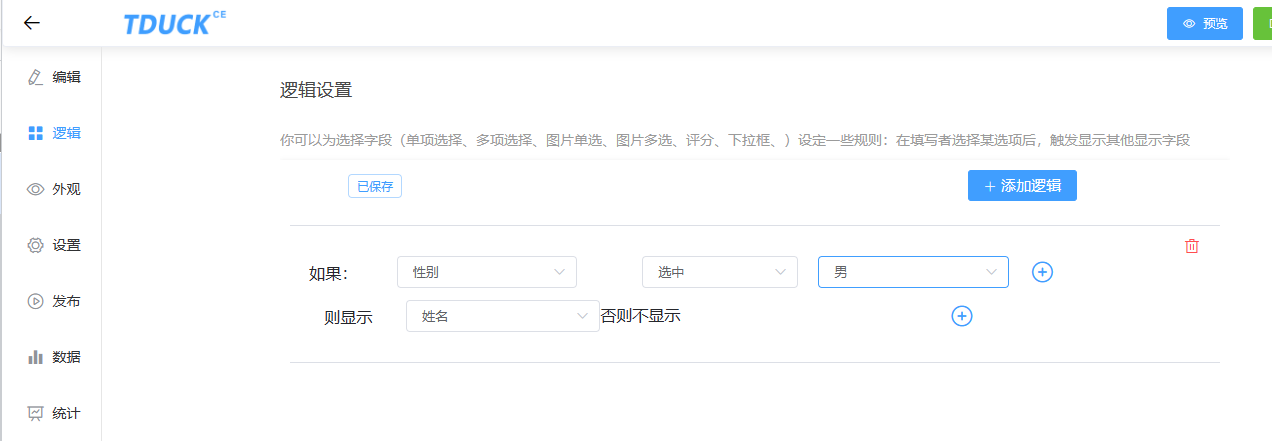 TDUCK CE
预览
编辑
逻辑
外观
设置
发布
数据
统计
逻辑设置
你可以为选择字段（单项选择、多项选择、图片单选、图片多选、评分、下拉框、）设定一些规则：在填写者选择某选项后，触发显示其他显示字段
已保存
＋ 添加逻辑
如果： 性别 选中 男
则显示 姓名 否则不显示